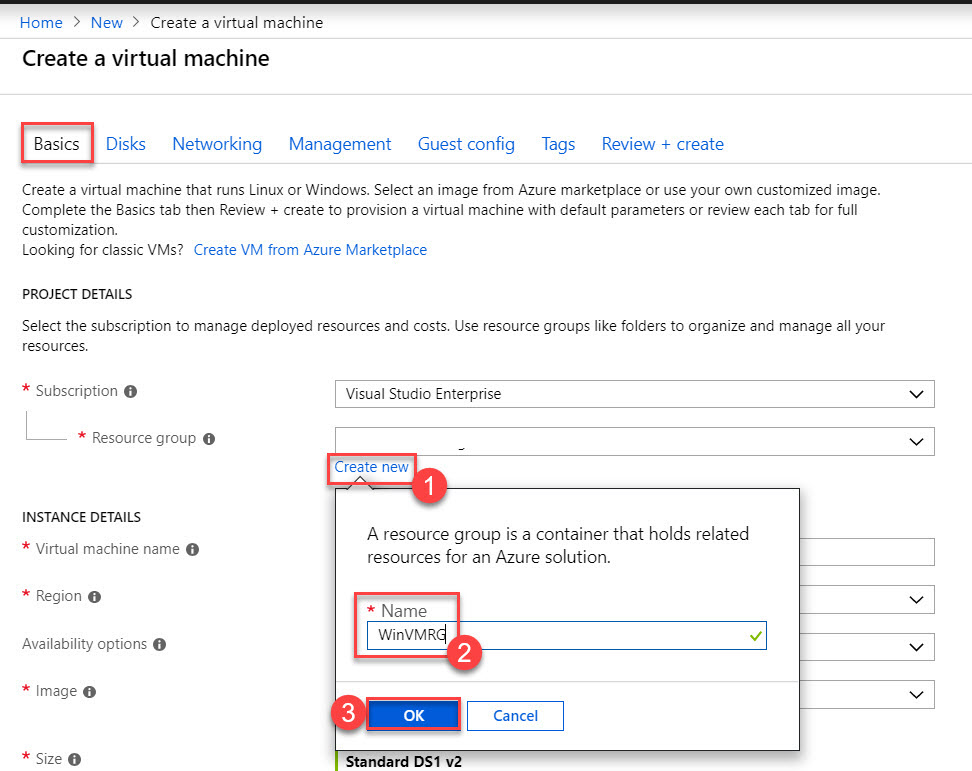 Home > New > Create a virtual machine
Create a virtual machine
Basics Disks Networking Management Guest config Tags Review + create
Create a virtual machine that runs Linux or Windows. Select an image from Azure marketplace or use your own customized image.
Complete the Basics tab then Review + create to provision a virtual machine with default parameters or review each tab for full
customization.
Looking for classic VMs? Create VM from Azure Marketplace
PROJECT DETAILS
Select the subscription to manage deployed resources and costs. Use resource groups like folders to organize and manage all your
resources.
* Subscription Visual Studio Enterprise
* Resource group
Create new
1
A resource group is a container that holds related
resources for an Azure solution.
* Name
WinVMRG
2
3
OK Cancel
INSTANCE DETAILS
* Virtual machine name
* Region
Availability options
* Image
* Size Standard DS1 v2